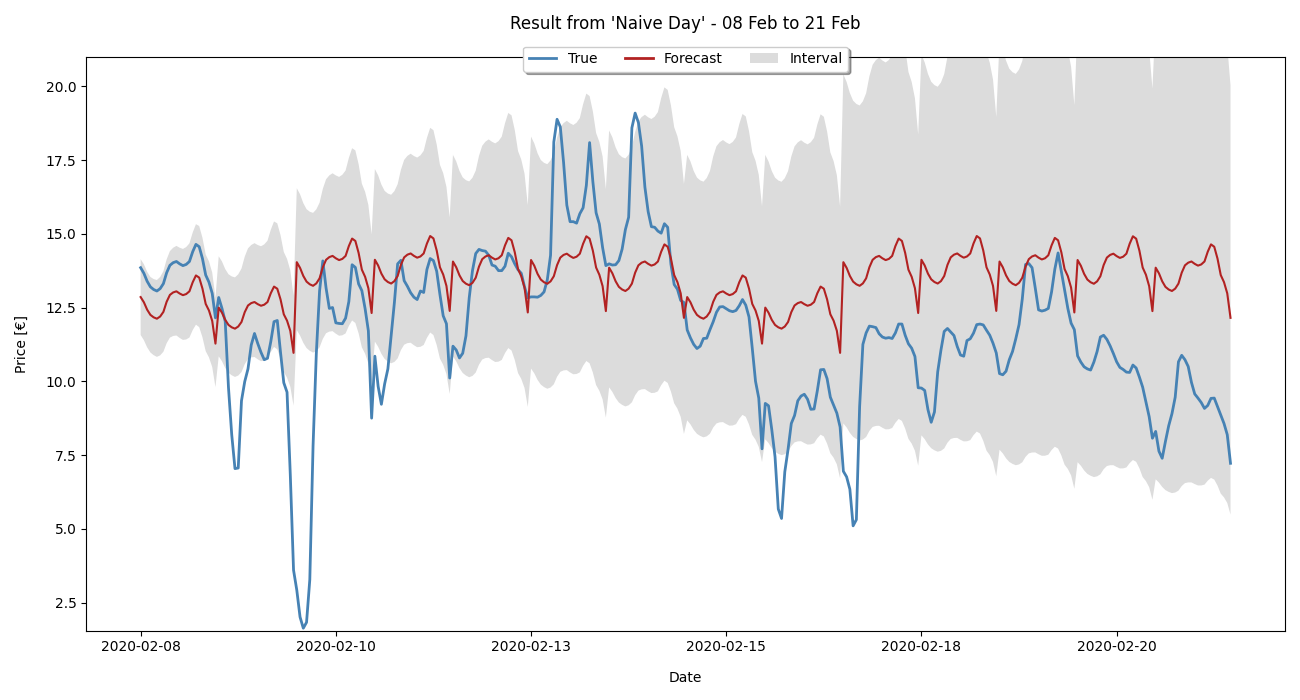 Result from 'Naive Day' - 08 Feb to 21 Feb
True Forecast Interval
20.0
17.5
15.0
12.5
10.0
7.5
5.0
2.5
Price [€]
2020-02-08 2020-02-10 2020-02-13 2020-02-15 2020-02-18 2020-02-20
Date